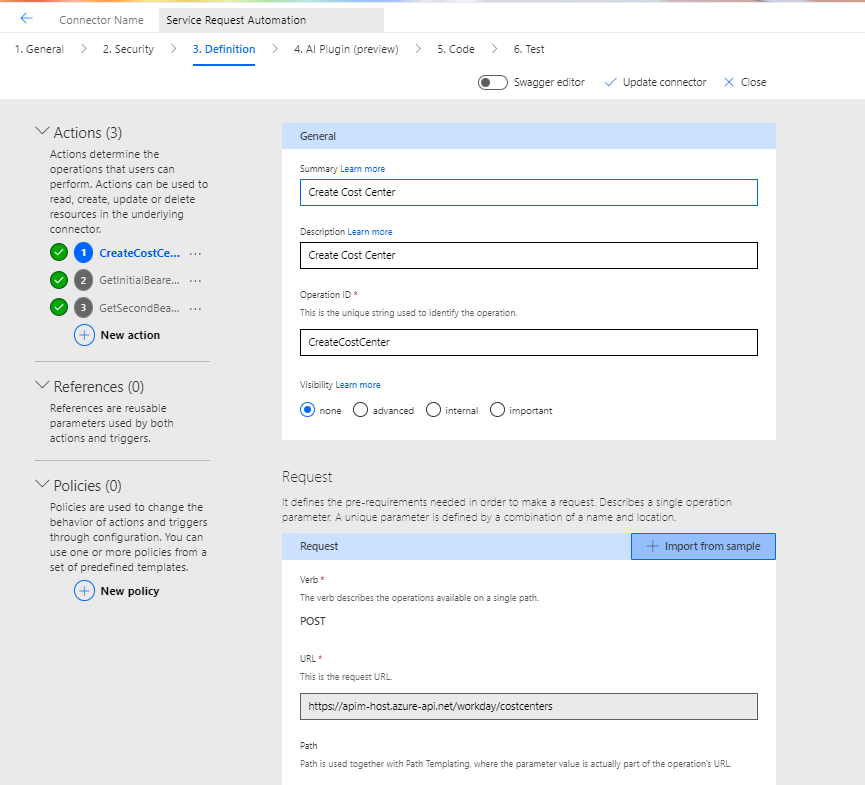 Connector Name Service Request Automation
1. General > 2. Security > 3. Definition > 4. AI Plugin (preview) > 5. Code > 6. Test
Swagger editor Update connector Close
Actions (3)
Actions determine the
operations that users can
perform. Actions can be used to
read, create, update or delete
resources in the underlying
connector.
1 CreateCostCe... ...
2 GetInitialBeare... ...
3 GetSecondBea... ...
New action
References (0)
References are reusable
parameters used by both
actions and triggers.
Policies (0)
Policies are used to change the
behavior of actions and triggers
through configuration. You can
use one or more policies from a
set of predefined templates.
New policy
General
Summary Learn more
Create Cost Center
Description Learn more
Create Cost Center
Operation ID *
This is the unique string used to identify the operation.
CreateCostCenter
Visibility Learn more
none advanced internal important
Request
It defines the pre-requirements needed in order to make a request. Describes a single operation
parameter. A unique parameter is defined by a combination of a name and location.
Request + Import from sample
Verb *
The verb describes the operations available on a single path.
POST
URL *
This is the request URL.
https://apim-host.azure-api.net/workday/costcenters
Path
Path is used together with Path Templating, where the parameter value is actually part of the operation's URL.